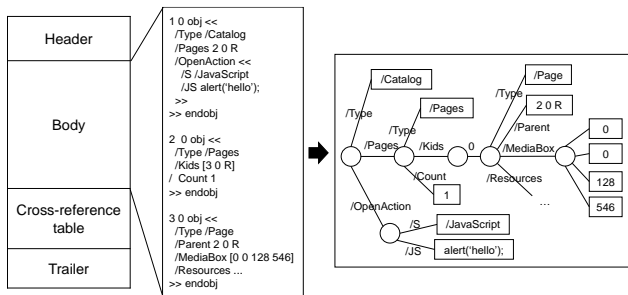 Header
Body
Cross-reference
table
Trailer
1 0 obj <<
/Type /Catalog
/Pages 2 0 R
/OpenAction <<
/S /JavaScript
/JS alert(‘hello’);
>>
>> endobj
2 0 obj <<
/Type /Pages
/Kids [3 0 R]
/ Count 1
>> endobj
3 0 obj <<
/Type /Page
/Parent 2 0 R
/MediaBox [0 0 128 546]
/Resources ...
>> endobj
/Catalog
/Type
/Pages
/OpenAction
/Pages
/Type
/Kids
/Count
1
0
/Page
/Type
2 0 R
/Parent
/MediaBox
0
0
128
546
/Resources
...
/S
/JavaScript
/JS
alert(‘hello’);